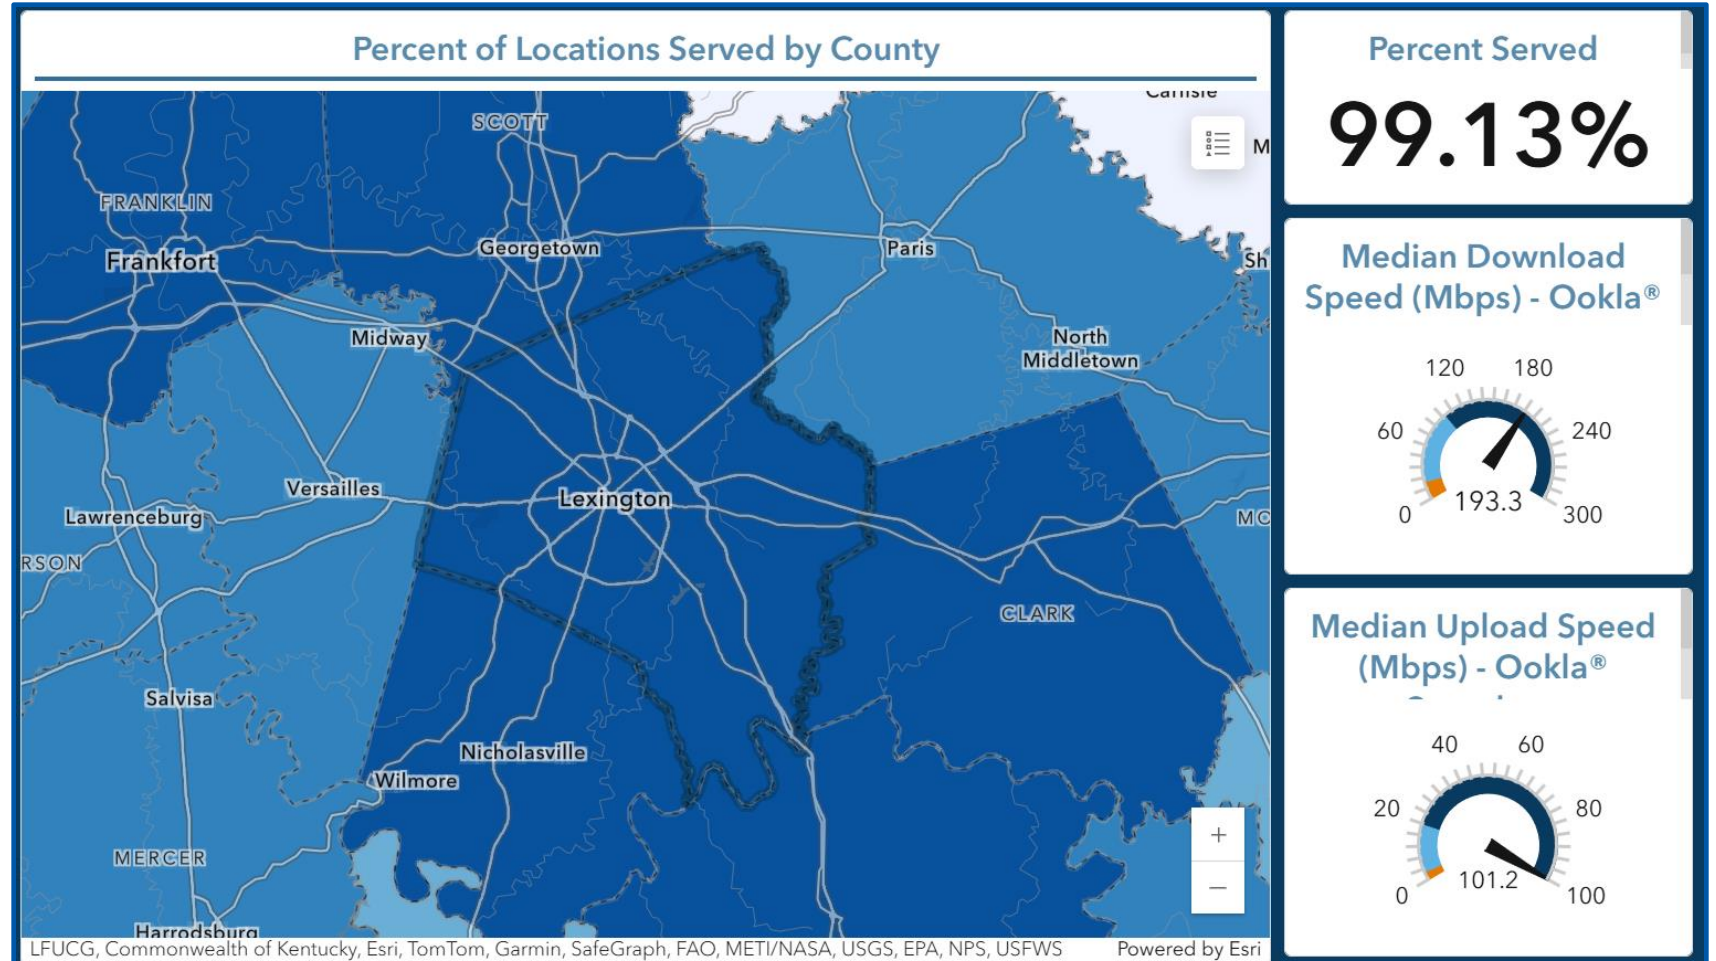 Percent of Locations Served by County
Carlisle
SCOTT
M
FRANKLIN
Georgetown
Paris
Frankfort
Sh
Midway
North
Middletown
Versailles
Lexington
Lawrenceburg
MO
RSON
CLARK
Salvisa
Nicholasville
Wilmore
+
MERCER
−
Harrodsburg
LFUCG, Commonwealth of Kentucky, Esri, TomTom, Garmin, SafeGraph, FAO, METI/NASA, USGS, EPA, NPS, USFWS
Powered by Esri
Percent Served
99.13%
Median Download
Speed (Mbps) - Ookla®
120 180
60 240
193.3
0 300
Median Upload Speed
(Mbps) - Ookla®
40 60
20 80
101.2
0 100